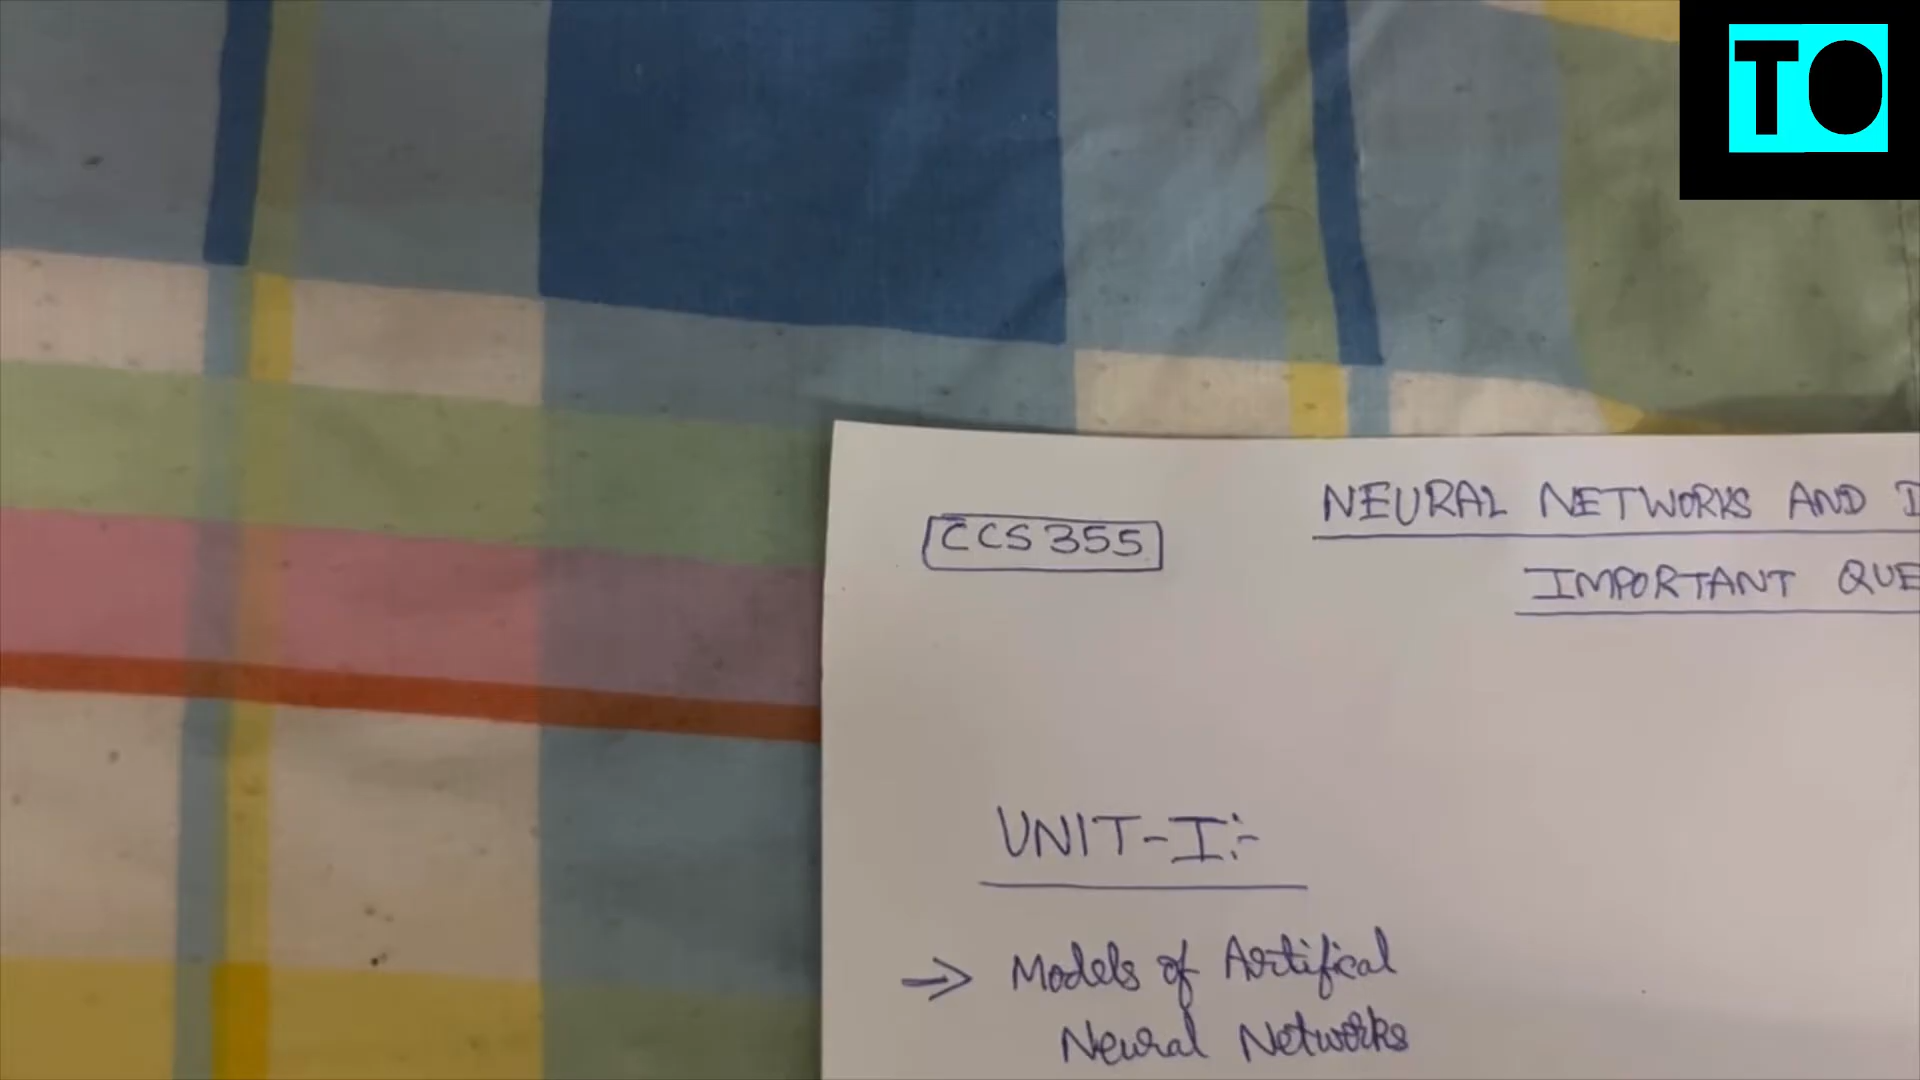 TO
CCS 355
NEURAL NETWORKS AND
IMPORTANT
UNIT-I:-
→ Models of Artifical
Neural Networks